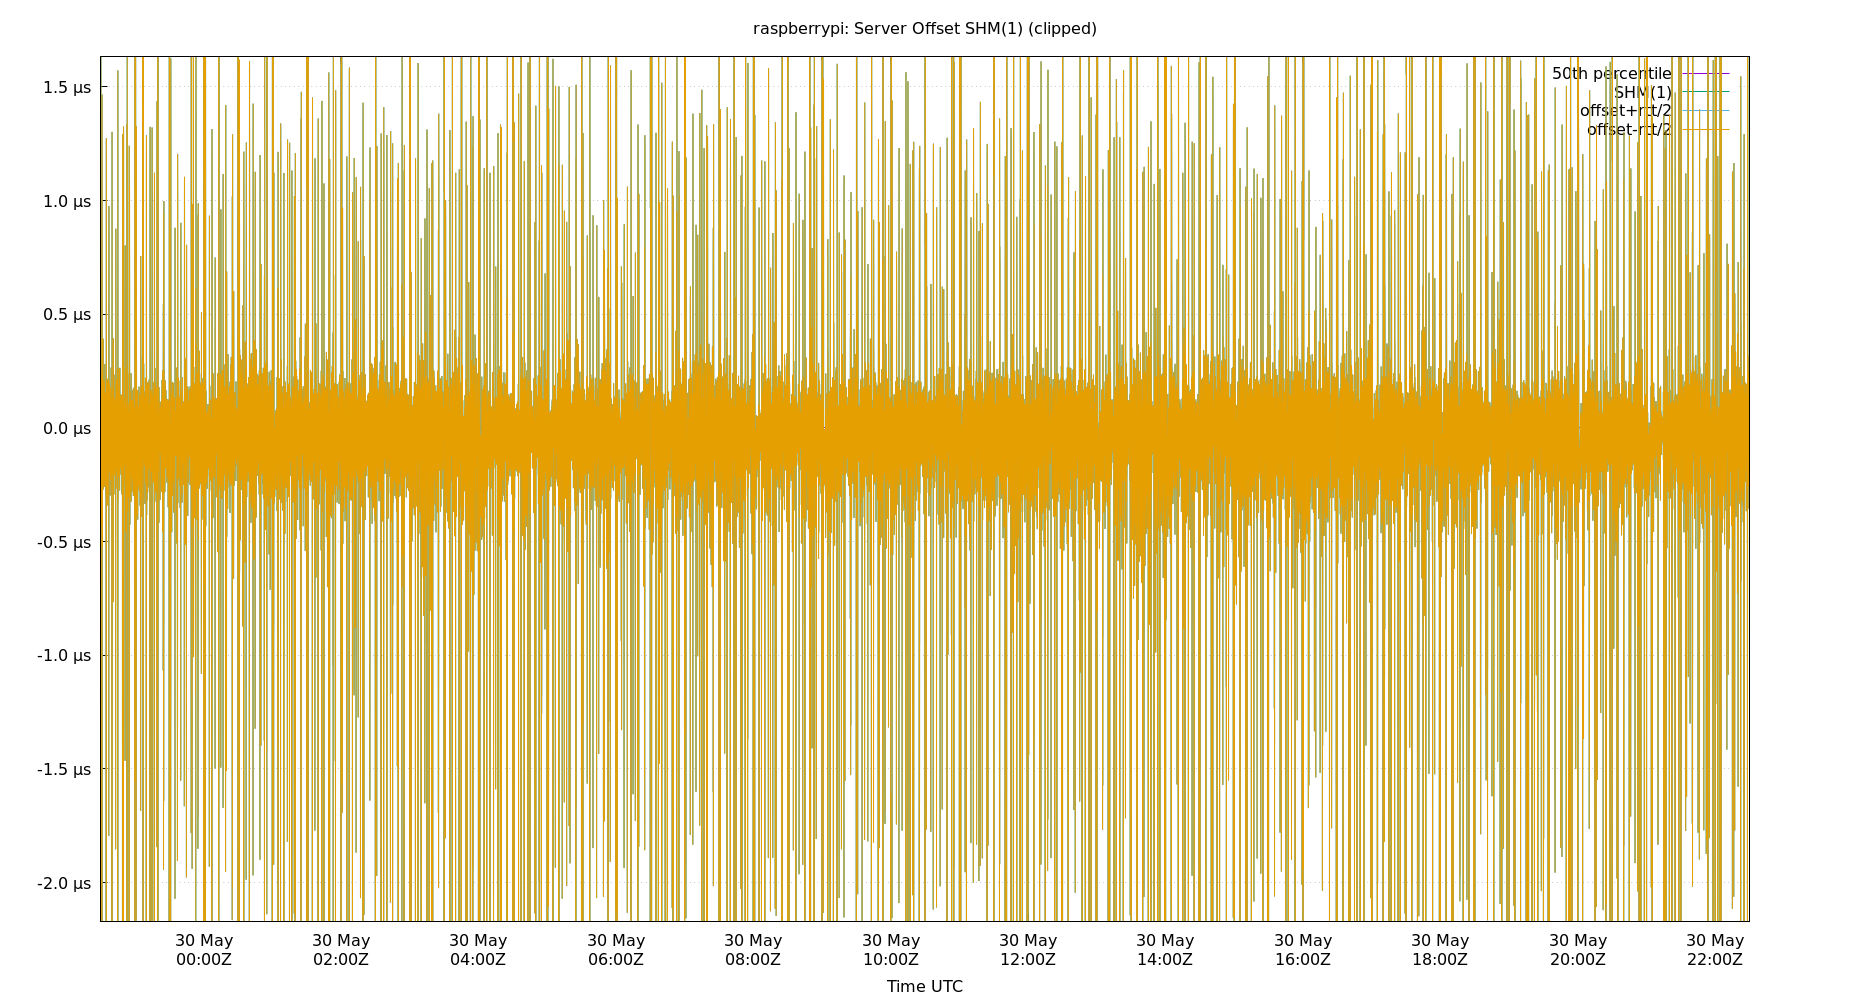 raspberrypi: Server Offset SHM(1) (clipped)
50th percentile
SHM(1)
offset+rtt/2
offset-rtt/2
1.5 µs
1.0 µs
0.5 µs
0.0 µs
-0.5 µs
-1.0 µs
-1.5 µs
-2.0 µs
30 May 30 May 30 May 30 May 30 May 30 May 30 May 30 May 30 May 30 May 30 May 30 May
00:00Z 02:00Z 04:00Z 06:00Z 08:00Z 10:00Z 12:00Z 14:00Z 16:00Z 18:00Z 20:00Z 22:00Z
Time UTC